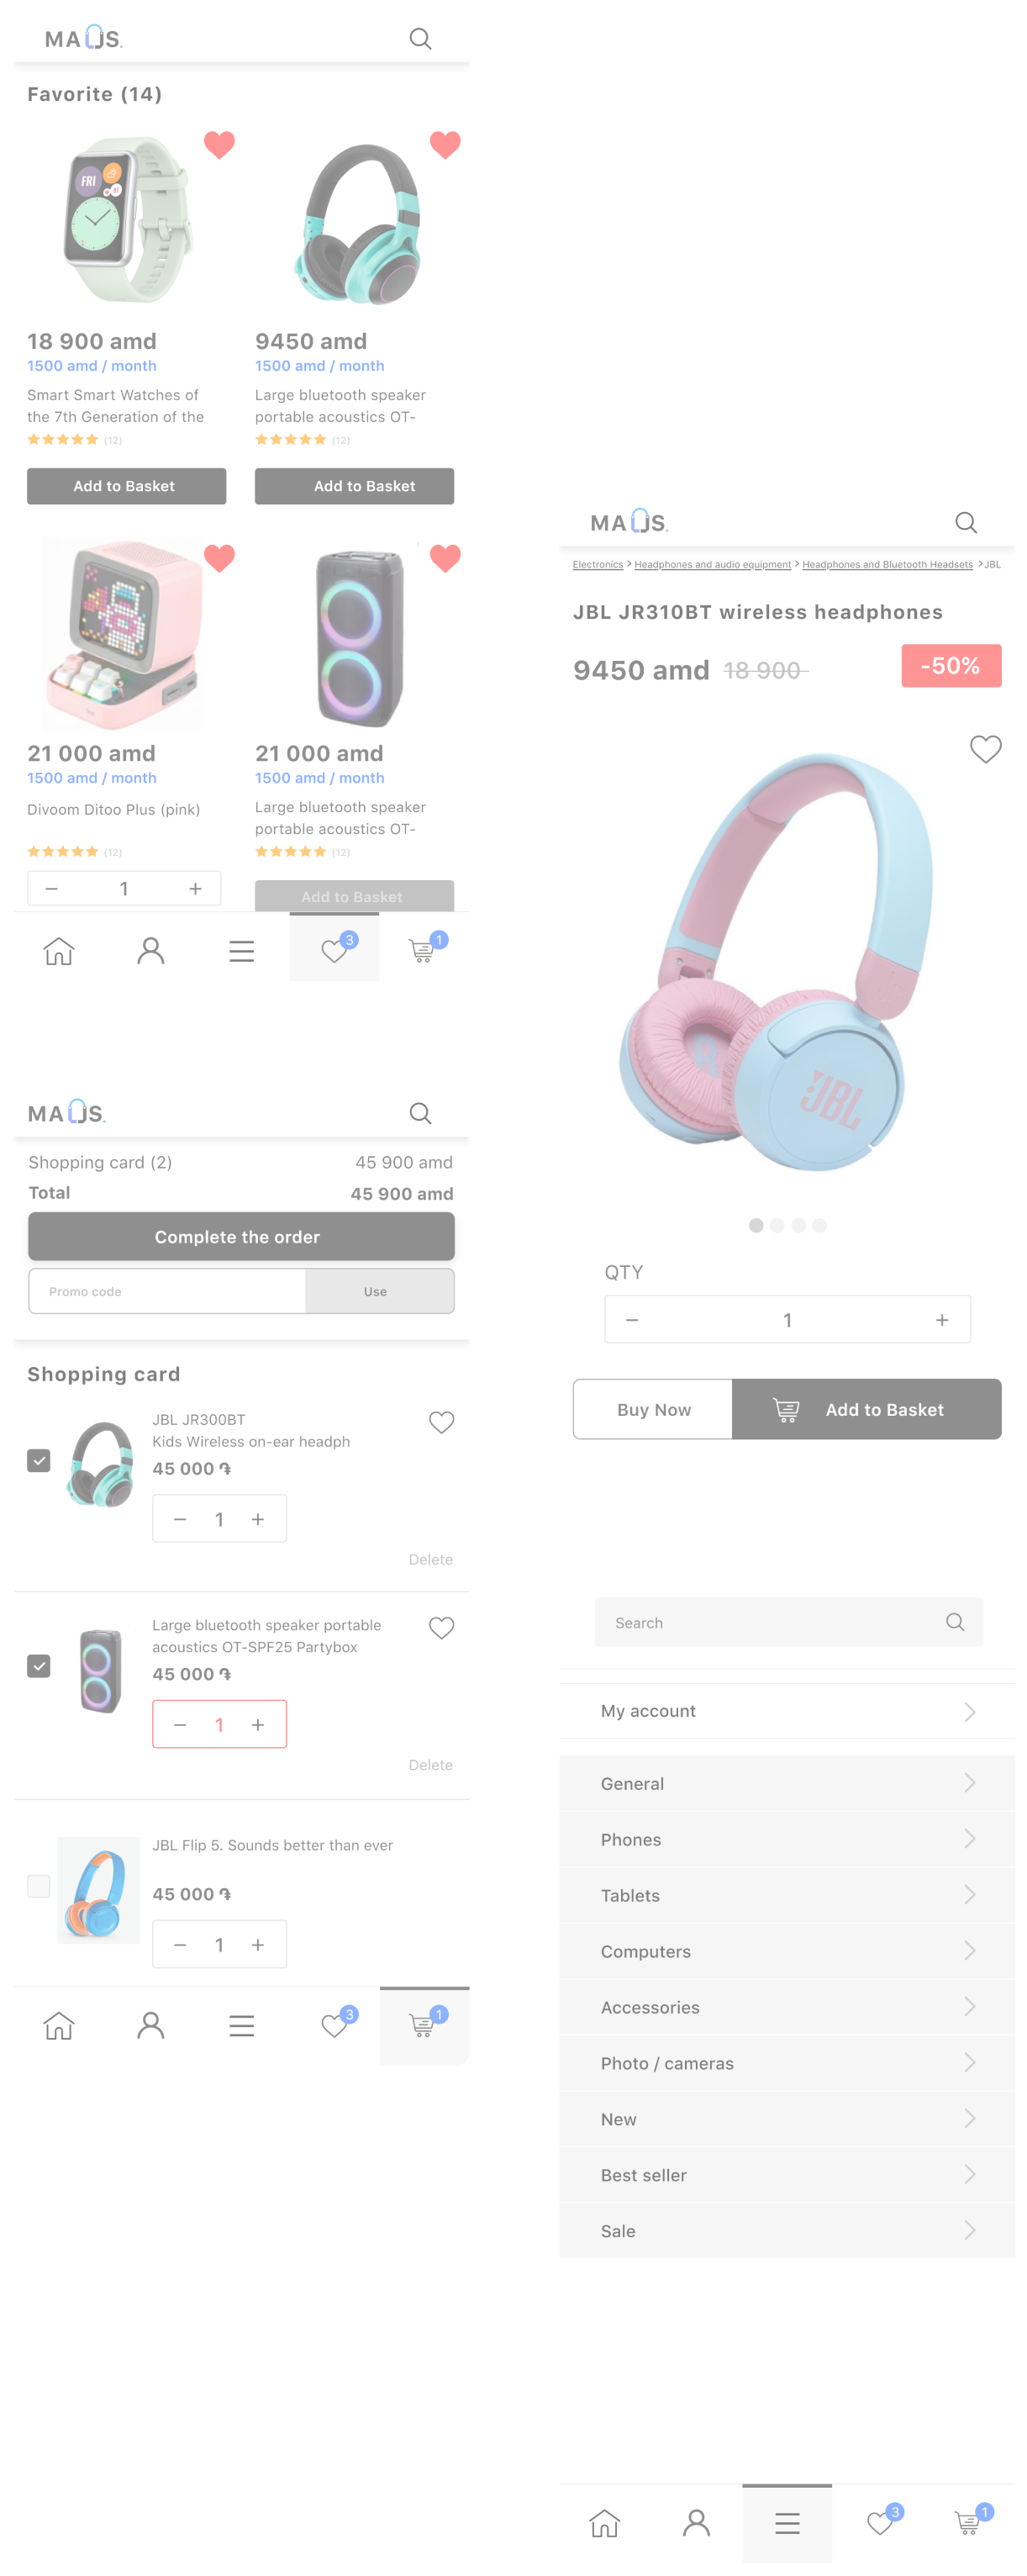 MAUS.
Favorite (14)
FRI
18 900 amd
1500 amd / month
Smart Smart Watches of
the 7th Generation of the
(12)
Add to Basket
9450 amd
1500 amd / month
Large bluetooth speaker
portable acoustics OT-
(12)
Add to Basket
21 000 amd
1500 amd / month
Divoom Ditoo Plus (pink)
(12)
− 1 +
21 000 amd
1500 amd / month
Large bluetooth speaker
portable acoustics OT-
(12)
Add to Basket
3
1
MAUS.
Shopping card (2) 45 900 amd
Total 45 900 amd
Complete the order
Promo code Use
Shopping card
JBL JR300BT
Kids Wireless on-ear headph
45 000 ֏
− 1 +
Delete
Large bluetooth speaker portable
acoustics OT-SPF25 Partybox
45 000 ֏
− 1 +
Delete
JBL Flip 5. Sounds better than ever
45 000 ֏
− 1 +
3
1
MAUS.
Electronics > Headphones and audio equipment > Headphones and Bluetooth Headsets >JBL
JBL JR310BT wireless headphones
9450 amd 18 900 -50%
JBL
QTY
− 1 +
Buy Now Add to Basket
Search
My account
General
Phones
Tablets
Computers
Accessories
Photo / cameras
New
Best seller
Sale
3
1